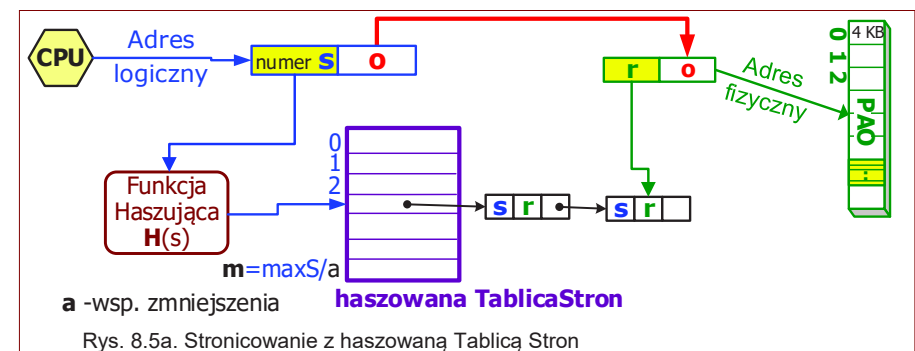 CPU
Adres
logiczny
numer s o
r o
Adres
fizyczny
0 1 2
4 KB
PAO
:
Funkcja
Haszująca
H(s)
0
1
2
s r
s r
m=maxS/a
a -wsp. zmniejszenia
haszowana TablicaStron
Rys. 8.5a. Stronicowanie z haszowaną Tablicą Stron